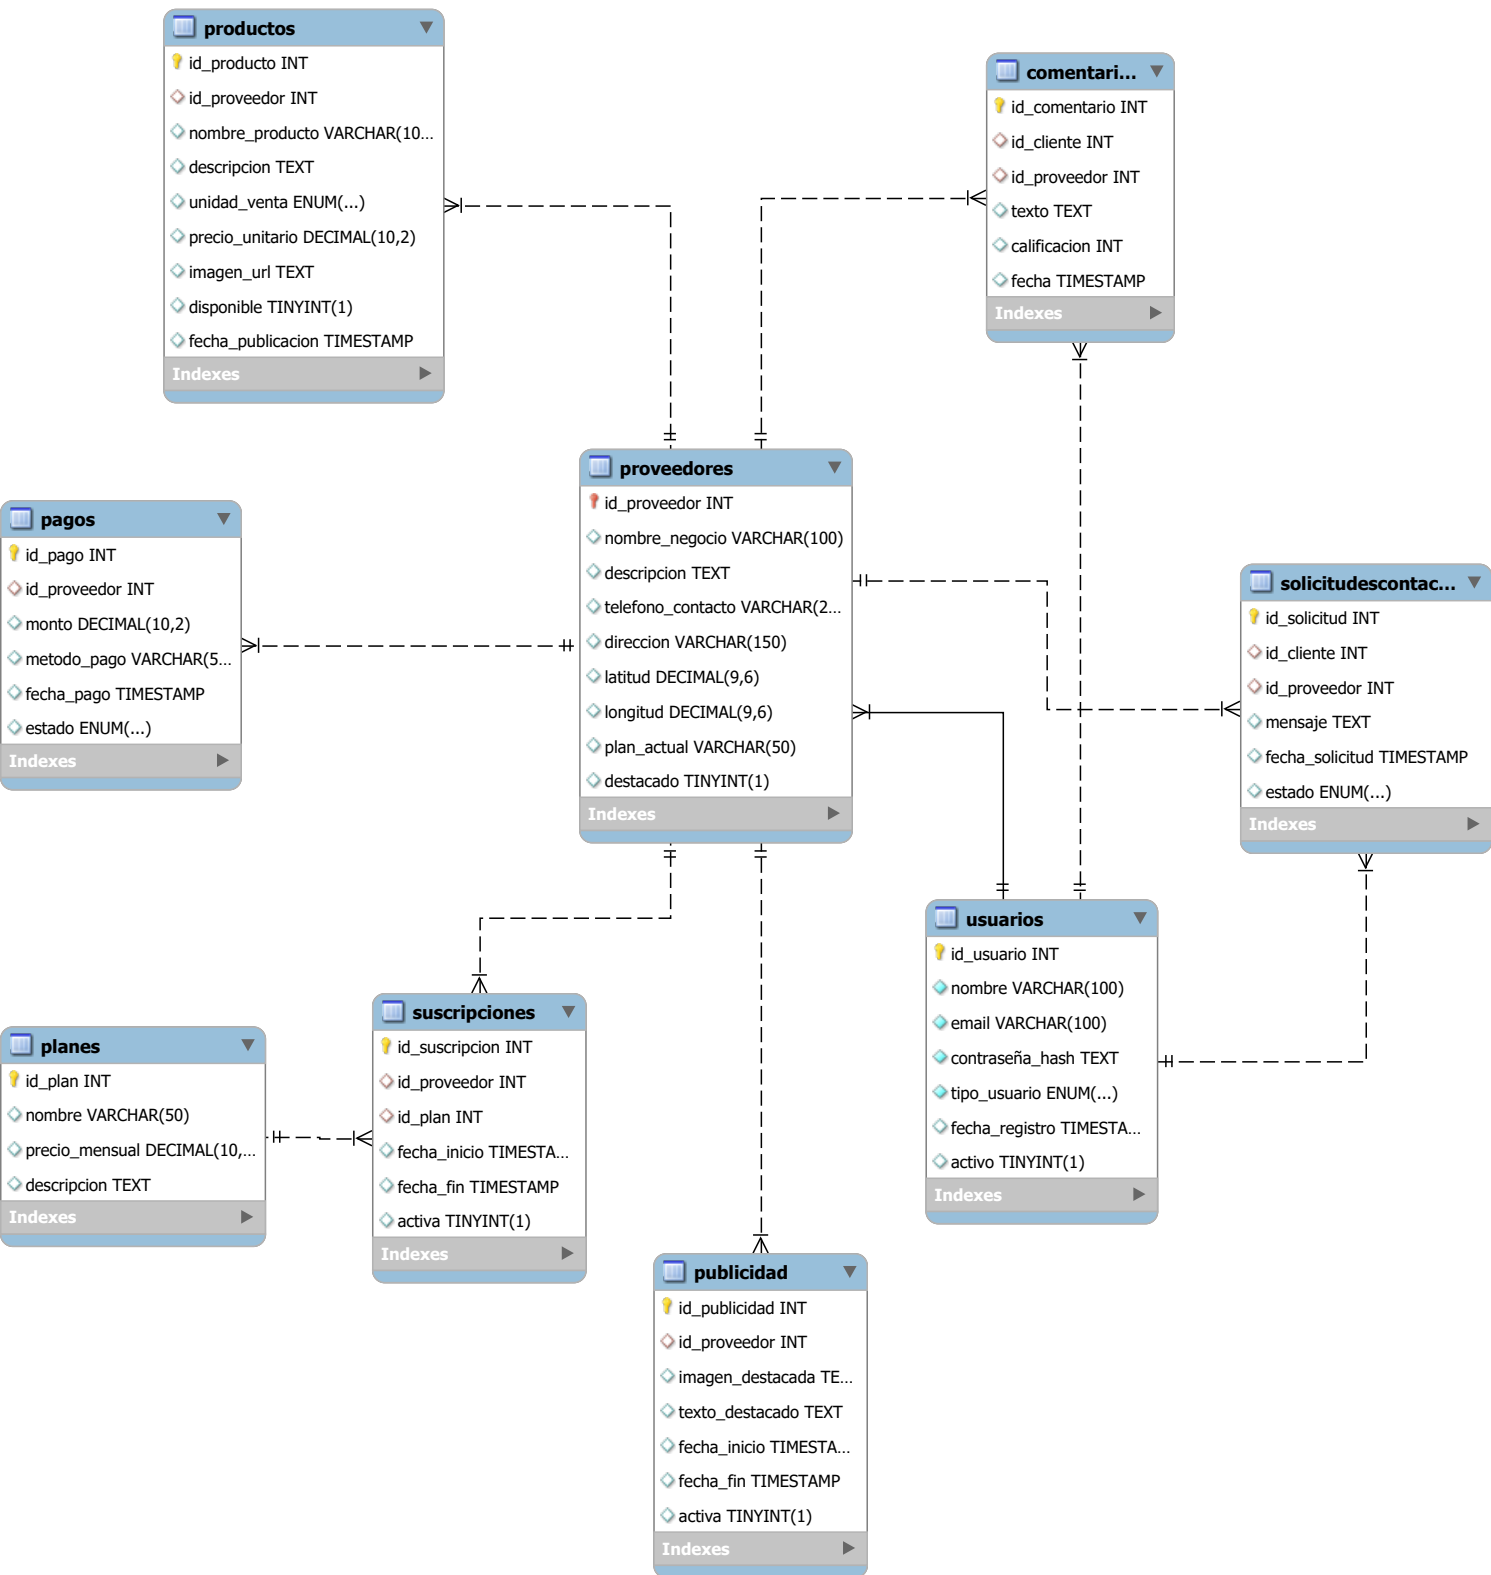 productos
id_producto INT
id_proveedor INT
nombre_producto VARCHAR(10...
descripcion TEXT
unidad_venta ENUM(...)
precio_unitario DECIMAL(10,2)
imagen_url TEXT
disponible TINYINT(1)
fecha_publicacion TIMESTAMP
Indexes
comentari...
id_comentario INT
id_cliente INT
id_proveedor INT
texto TEXT
calificacion INT
fecha TIMESTAMP
Indexes
proveedores
id_proveedor INT
nombre_negocio VARCHAR(100)
descripcion TEXT
telefono_contacto VARCHAR(2...
direccion VARCHAR(150)
latitud DECIMAL(9,6)
longitud DECIMAL(9,6)
plan_actual VARCHAR(50)
destacado TINYINT(1)
Indexes
pagos
id_pago INT
id_proveedor INT
monto DECIMAL(10,2)
metodo_pago VARCHAR(5...
fecha_pago TIMESTAMP
estado ENUM(...)
Indexes
solicitudescontac...
id_solicitud INT
id_cliente INT
id_proveedor INT
mensaje TEXT
fecha_solicitud TIMESTAMP
estado ENUM(...)
Indexes
usuarios
id_usuario INT
nombre VARCHAR(100)
email VARCHAR(100)
contraseña_hash TEXT
tipo_usuario ENUM(...)
fecha_registro TIMESTA...
activo TINYINT(1)
Indexes
suscripciones
id_suscripcion INT
id_proveedor INT
id_plan INT
fecha_inicio TIMESTA...
fecha_fin TIMESTAMP
activa TINYINT(1)
Indexes
planes
id_plan INT
nombre VARCHAR(50)
precio_mensual DECIMAL(10,...
descripcion TEXT
Indexes
publicidad
id_publicidad INT
id_proveedor INT
imagen_destacada TE...
texto_destacado TEXT
fecha_inicio TIMESTA...
fecha_fin TIMESTAMP
activa TINYINT(1)
Indexes